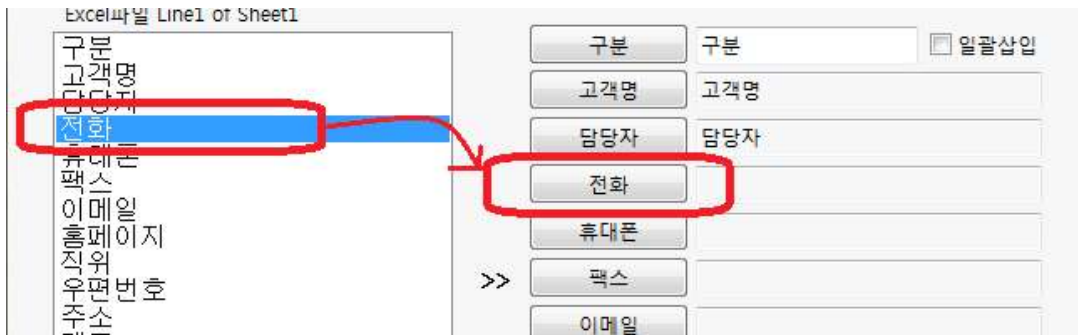 Excel파일 Line1 of Sheet1
구분
고객명
담당자
전화
휴대폰
팩스
이메일
홈페이지
직위
우편번호
주소
>>
구분 구분 일괄삽입
고객명 고객명
담당자 담당자
전화
휴대폰
팩스
이메일